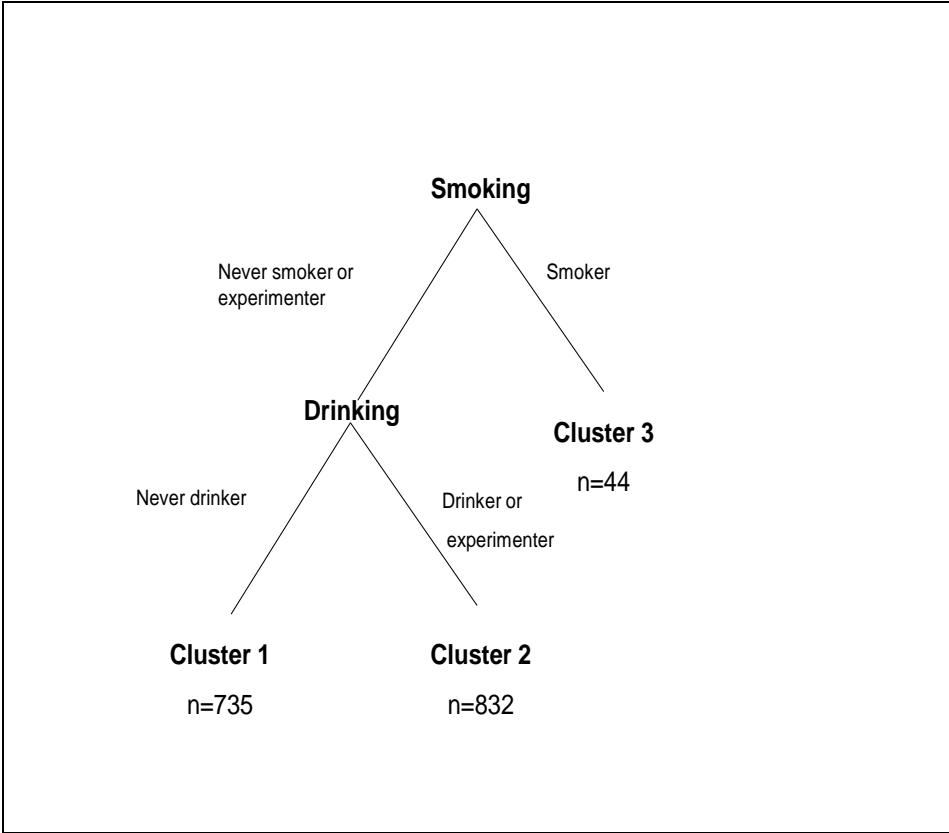 Smoking
Never smoker or
experimenter
Smoker
Drinking
Cluster 3
n=44
Never drinker
Drinker or
experimenter
Cluster 1
Cluster 2
n=735
n=832